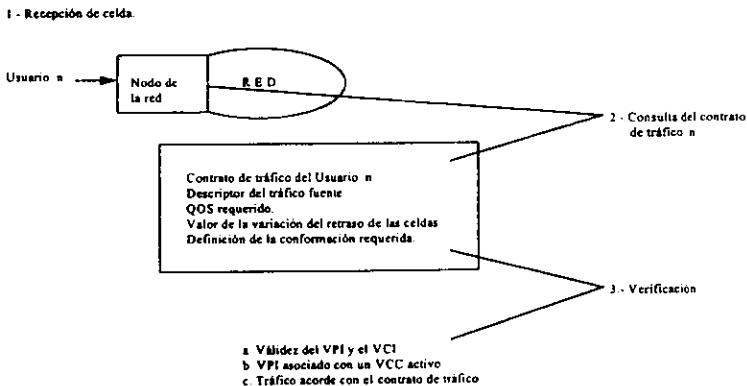 1 - Recepción de celda.
Usuario n
Nodo de
la red
R E D
2 - Consulta del contrato
de tráfico n
Contrato de tráfico del Usuario n
Descriptor del tráfico fuente
QOS requerido.
Valor de la variación del retraso de las celdas
Definición de la conformación requerida.
3.- Verificación
a Válidez del VPI y el VCI
b VPI asociado con un VCC activo
c. Tráfico acorde con el contrato de tráfico